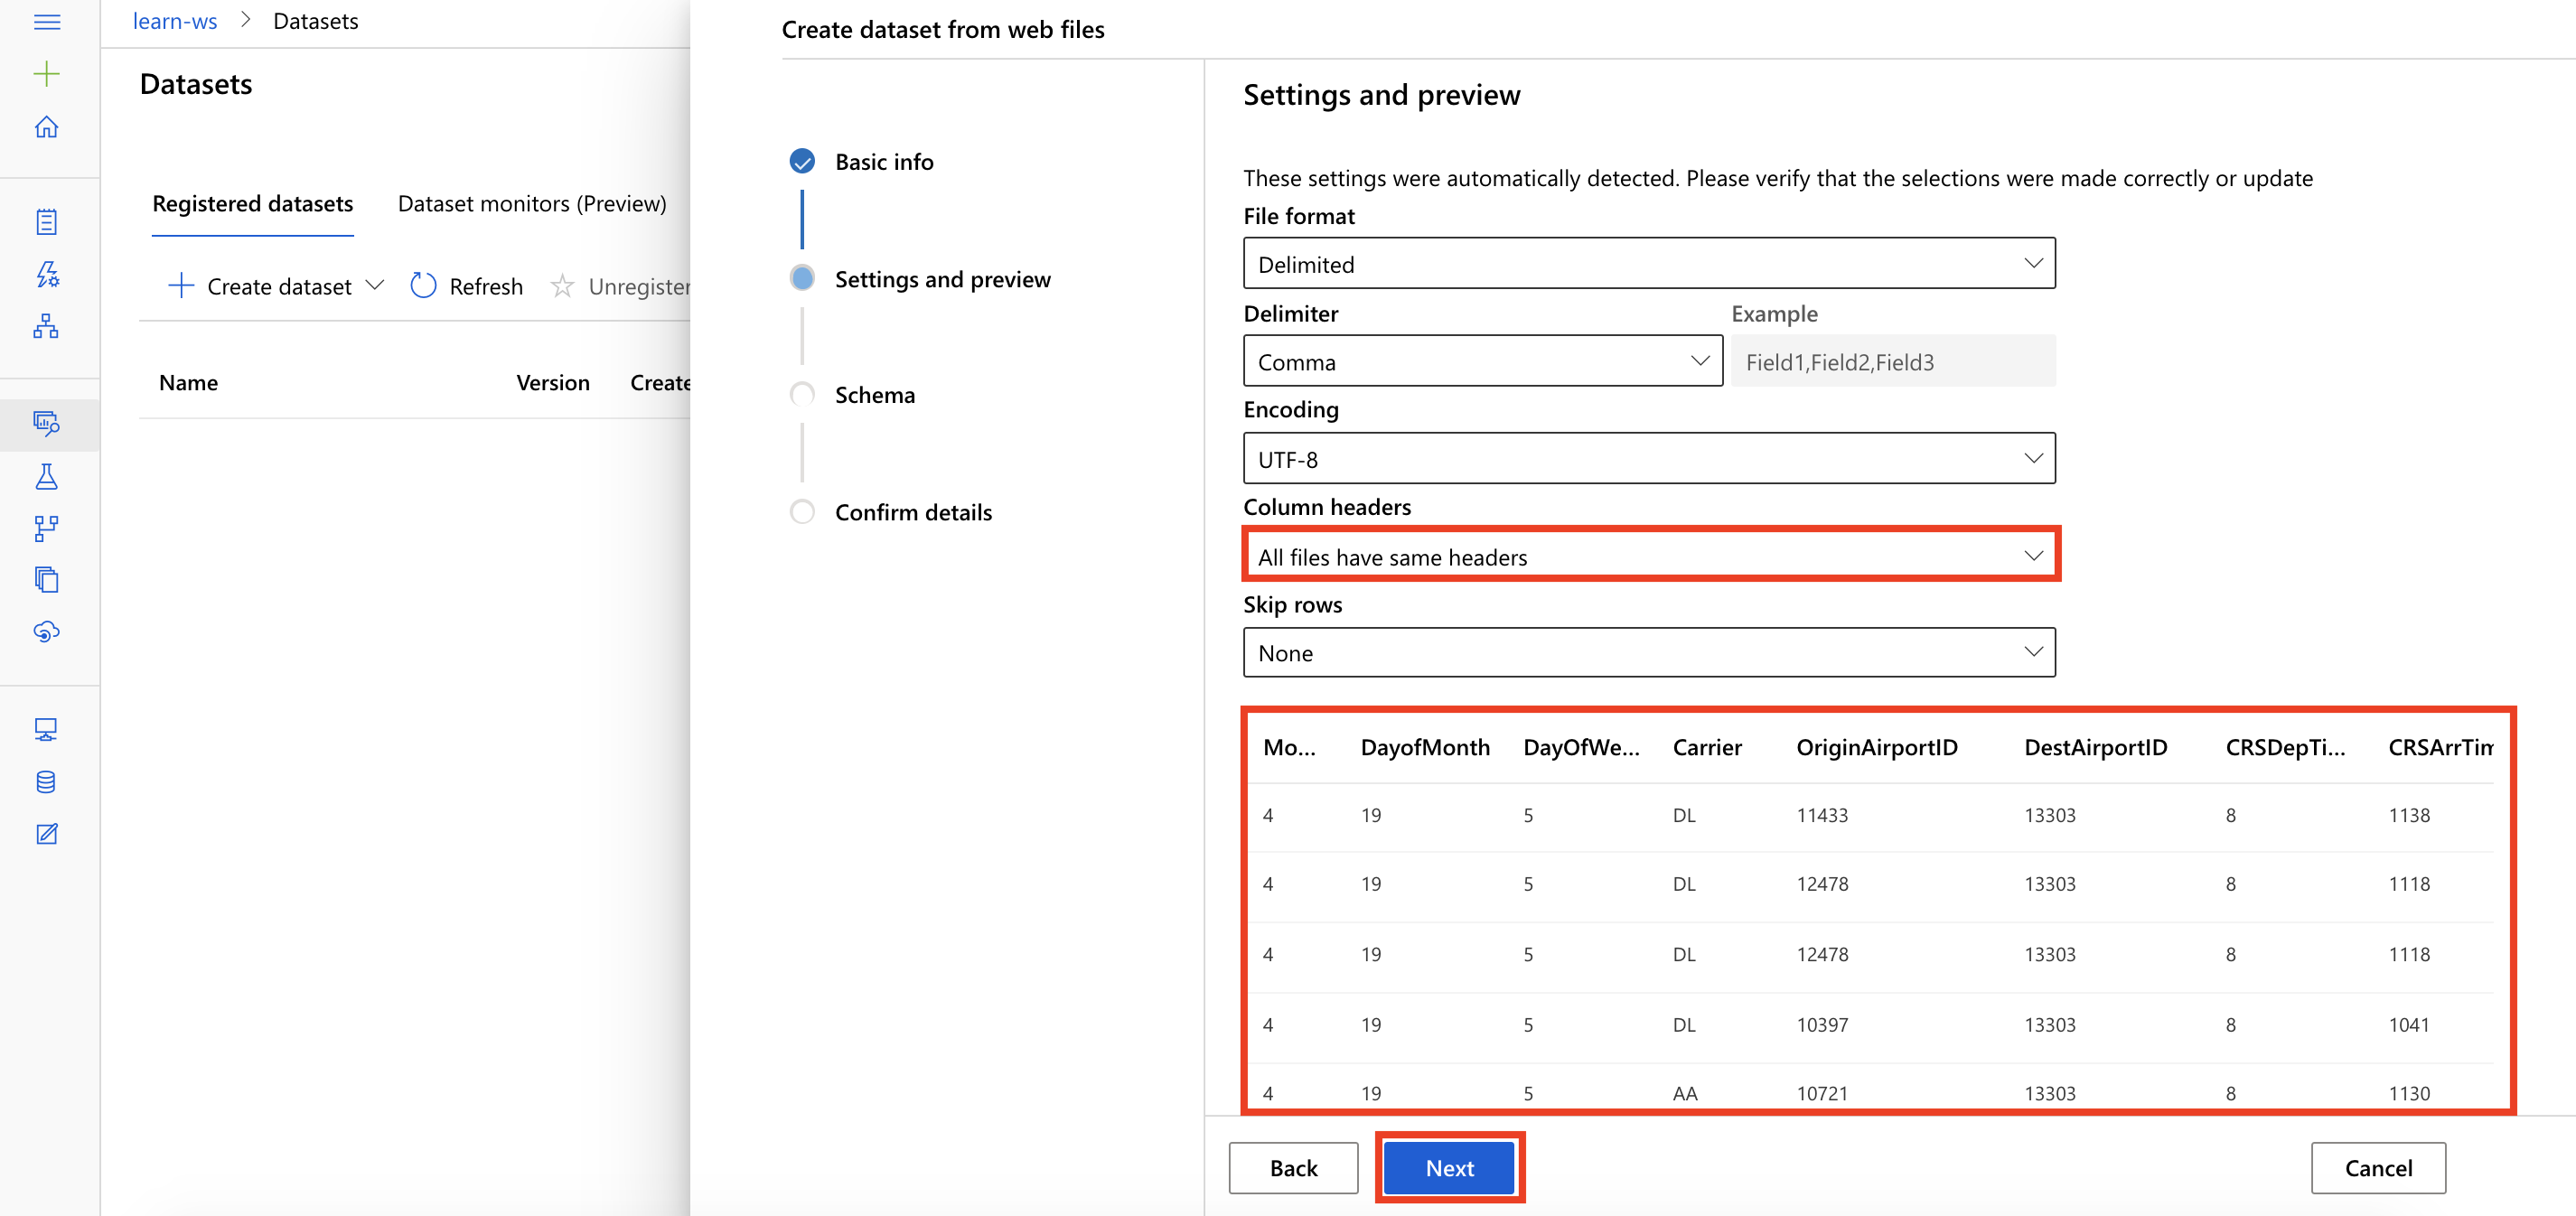 learn-ws > Datasets
Datasets
Registered datasets Dataset monitors (Preview)
Create dataset Refresh Unregister
Name Version Create
Create dataset from web files
Basic info
Settings and preview
Schema
Confirm details
Settings and preview
These settings were automatically detected. Please verify that the selections were made correctly or update
File format
Delimited
Delimiter Example
Comma Field1,Field2,Field3
Encoding
UTF-8
Column headers
All files have same headers
Skip rows
None
Mo... DayofMonth DayOfWe... Carrier OriginAirportID DestAirportID CRSDepTi... CRSArrTim
4 19 5 DL 11433 13303 8 1138
4 19 5 DL 12478 13303 8 1118
4 19 5 DL 12478 13303 8 1118
4 19 5 DL 10397 13303 8 1041
4 19 5 AA 10721 13303 8 1130
Back Next Cancel